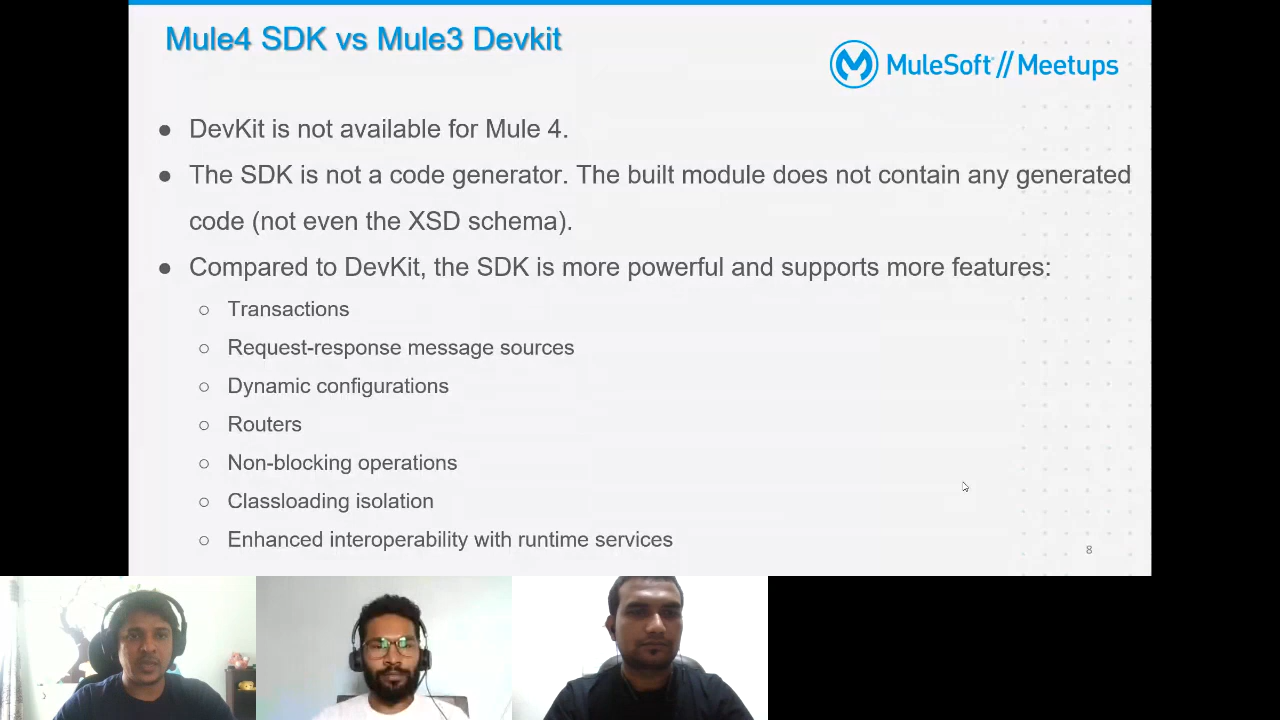 Mule4 SDK vs Mule3 Devkit
MuleSoft // Meetups
● DevKit is not available for Mule 4.
● The SDK is not a code generator. The built module does not contain any generated
code (not even the XSD schema).
● Compared to DevKit, the SDK is more powerful and supports more features:
○ Transactions
○ Request-response message sources
○ Dynamic configurations
○ Routers
○ Non-blocking operations
○ Classloading isolation
○ Enhanced interoperability with runtime services
8